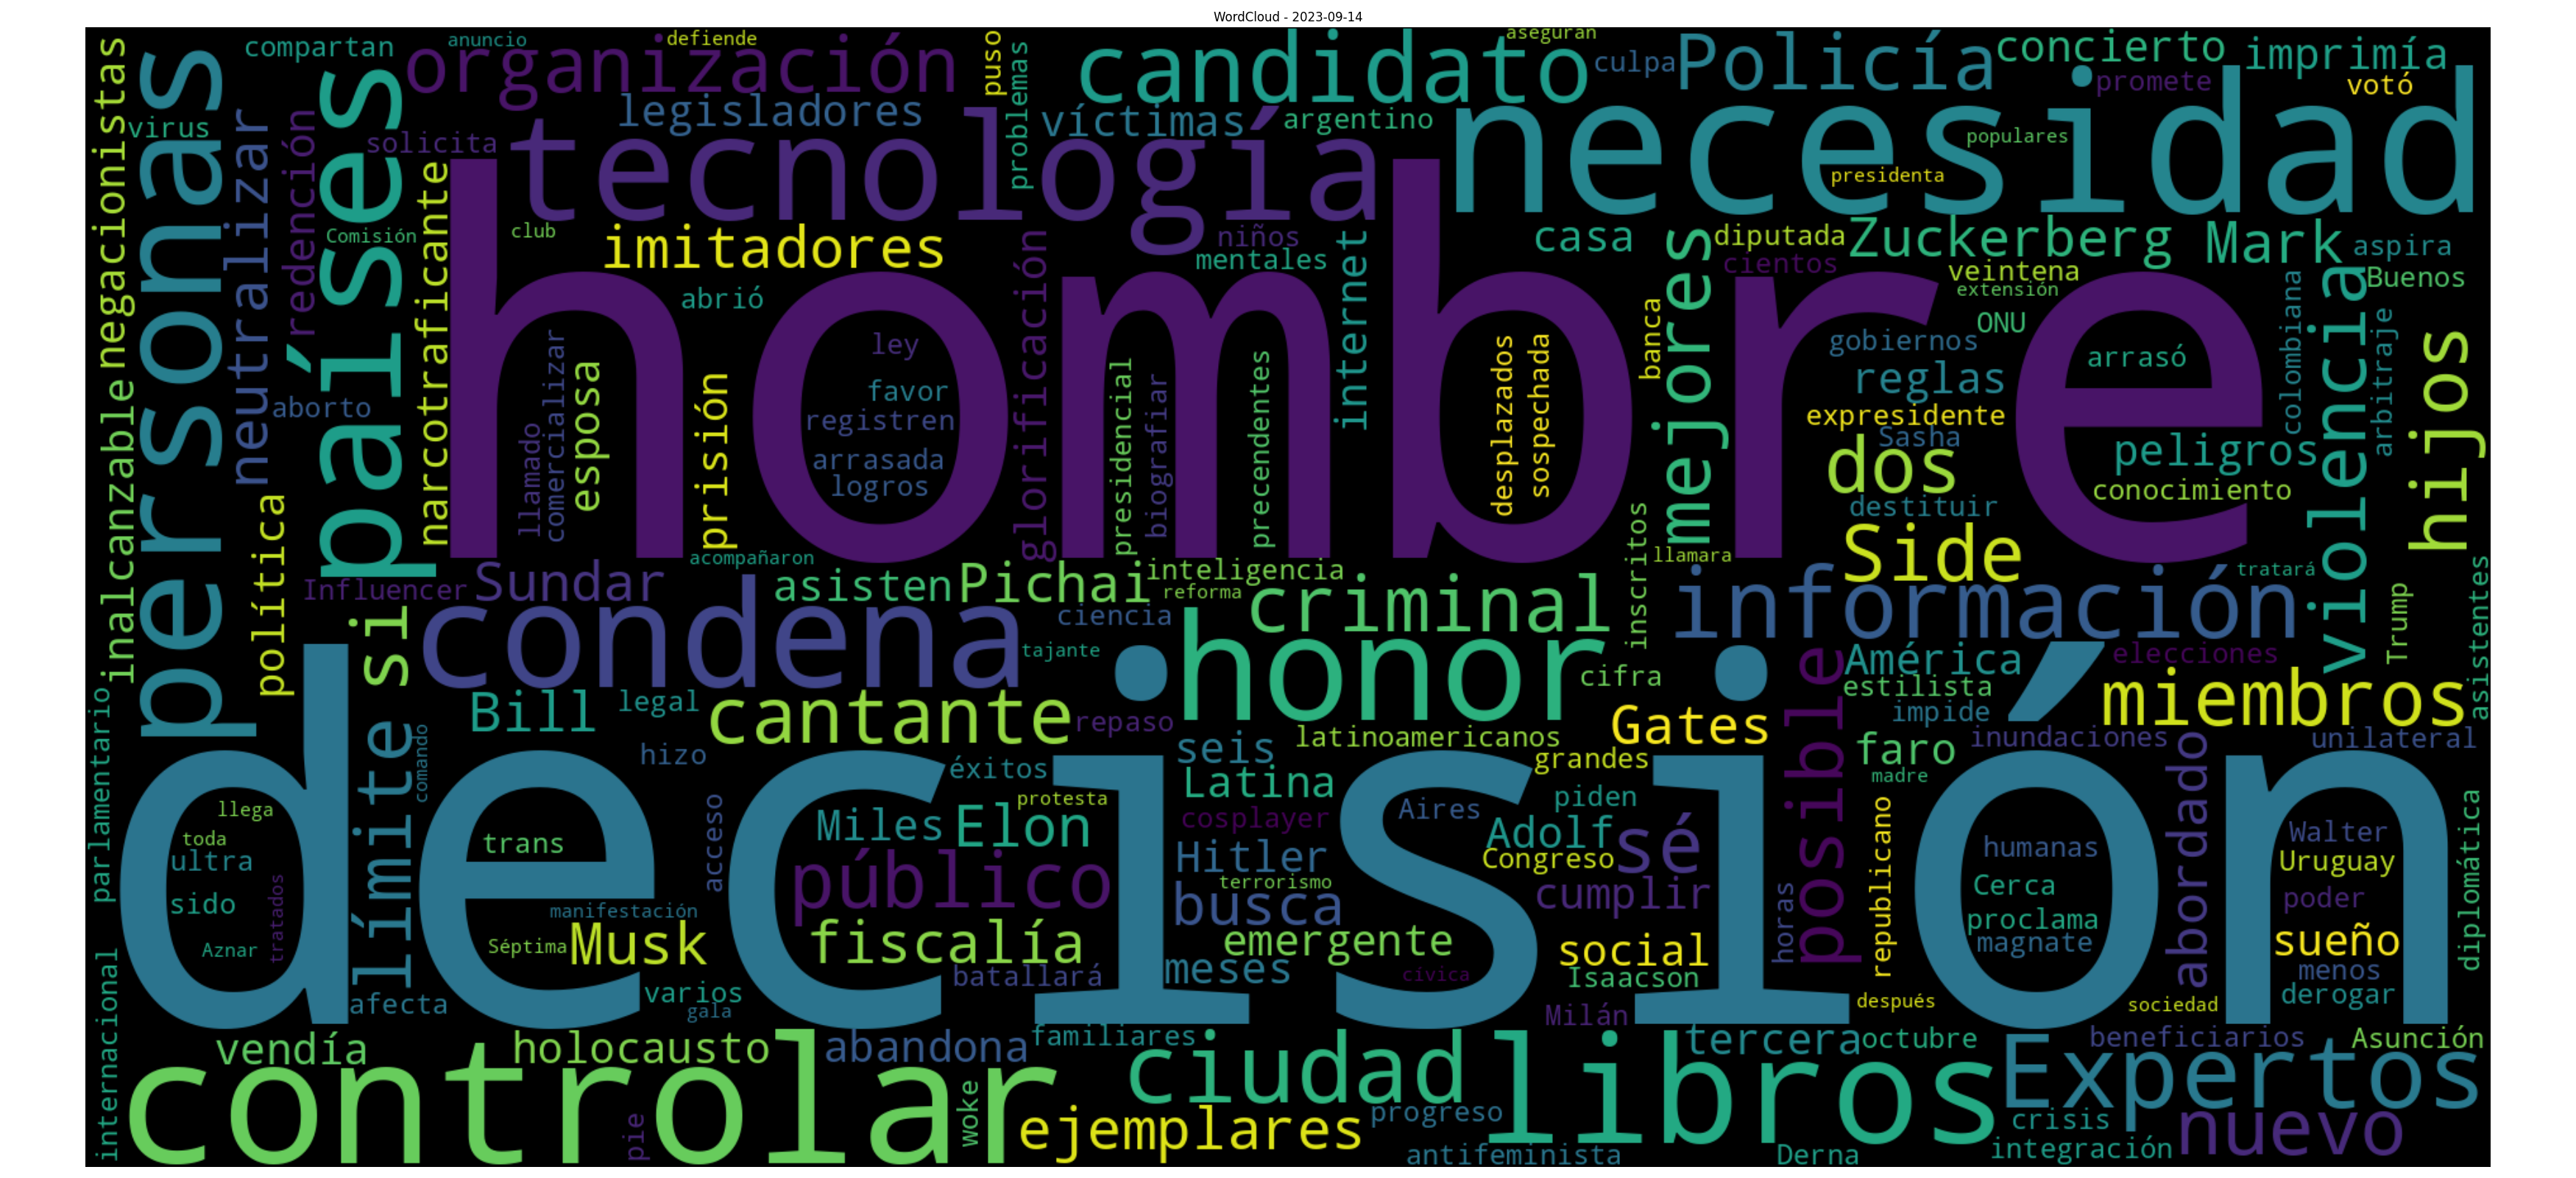 WordCloud - 2023-09-14
compartan
anuncio
defiende
organización
puso
problemas
candidato
aseguran
culpa
Policía
concierto
imprimía
promete
votó
negacionistas
virus
personas
neutralizar
redención
países
solicita
legisladores
tecnología
víctimas
argentino
necesidad
populares
presidenta
Comisión
narcotraficante
club
imitadores
abrió
glorificación
niños
mentales
internet
casa
mejores
diputada
Zuckerberg
Mark
aspira
cientos
veintena
extensión
Buenos
violencia
colombiana
arbitraje
hijos
hombre
ley
favor
registren
arrasada
logros
llamado
comercializar
esposa
prisión
presidencial
biografiar
precendentes
desplazados
sospechada
banca
ONU
gobiernos
reglas
arrasó
expresidente
Sasha
dos
peligros
conocimiento
destituir
Side
aborto
inalcanzable
política
acompañaron
Influencer
Sundar
asisten
Pichai
inteligencia
reforma
criminal
inscritos
llamara
información
tratará
Trump
asistentes
si
condena
ciencia
tajante
honor
cifra
posible
América
elecciones
estilista
impide
miembros
Bill
legal
cantante
repaso
seis
latinoamericanos
Gates
grandes
faro
inundaciones
unilateral
madre
parlamentario
límite
comando
hizo
éxitos
protesta
Latina
piden
decisión
llega
toda
ultra
sido
Aznar
tratados
trans
acceso
Miles
Elon
cosplayer
Aires
Adolf
sé
Hitler
Congreso
terrorismo
público
busca
cumplir
horas
republicano
humanas
Cerca
proclama
magnate
abordado
Walter
Uruguay
poder
sueño
menos
derogar
diplomática
manifestación
Séptima
Musk
fiscalía
emergente
social
batallará
meses
cívica
Isaacson
Milán
después
sociedad
internacional
afecta
varios
gala
vendía
holocausto
abandona
familiares
ciudad
libros
tercera
octubre
beneficiarios
Asunción
Expertos
controlar
pie
woke
ejemplares
progreso
antifeminista
Derna
crisis
integración
nuevo